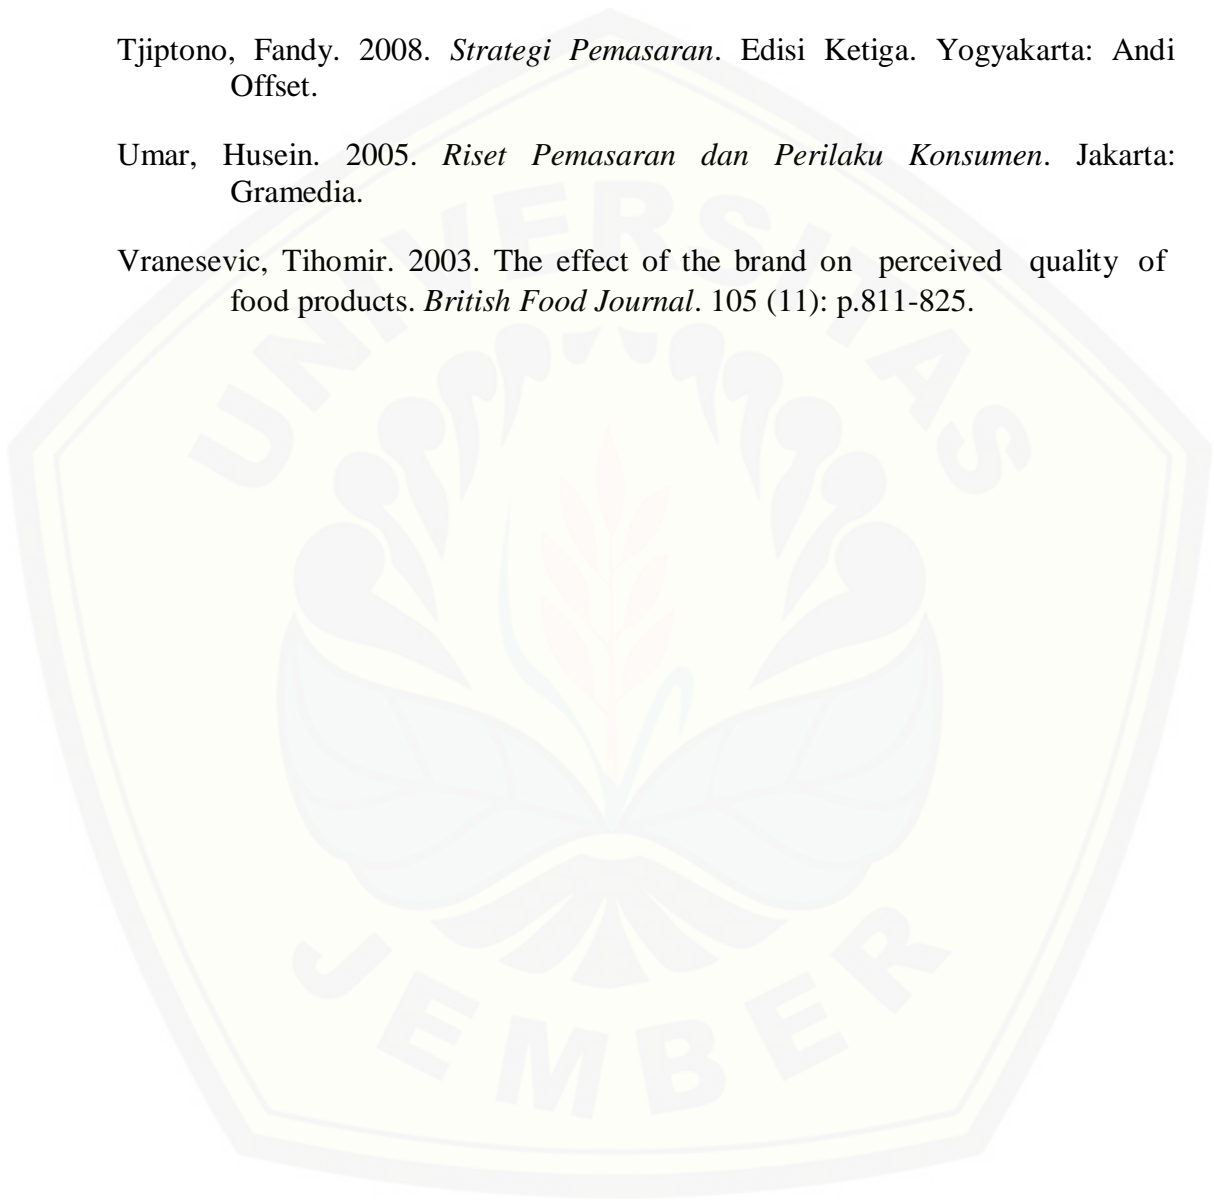 Tjiptono, Fandy. 2008. Strategi Pemasaran. Edisi Ketiga. Yogyakarta: Andi
Offset.
Umar, Husein. 2005. Riset Pemasaran dan Perilaku Konsumen. Jakarta:
Gramedia.
Vranesevic, Tihomir. 2003. The effect of the brand on perceived quality of
food products. British Food Journal. 105 (11): p.811-825.
UNIVERSITAS
JEMBER